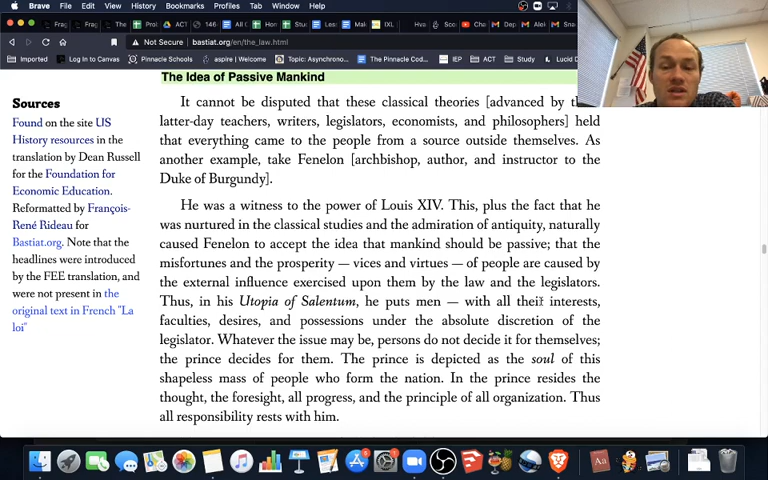 Brave File Edit View History Bookmarks Profiles Tab Window Help
Not Secure bastiat.org/en/the_law.html
Imported Log In to Canvas Pinnacle Socrative aspire | Welcome Topic: Asynchrono... The Pinnacle Cod... IEP ACT Study Lucid D
The Idea of Passive Mankind
It cannot be disputed that these classical theories [advanced by
latter-day teachers, writers, legislators, economists, and philosophers] held
that everything came to the people from a source outside themselves. As
another example, take Fenelon [archbishop, author, and instructor to the
Duke of Burgundy].
He was a witness to the power of Louis XIV. This, plus the fact that he
was nurtured in the classical studies and the admiration of antiquity, naturally
caused Fenelon to accept the idea that mankind should be passive; that the
misfortunes and the prosperity — vices and virtues — of people are caused by
the external influence exercised upon them by the law and the legislators.
Thus, in his Utopia of Salentum, he puts men — with all their interests,
faculties, desires, and possessions under the absolute discretion of the
legislator. Whatever the issue may be, persons do not decide it for themselves;
the prince decides for them. The prince is depicted as the soul of this
shapeless mass of people who form the nation. In the prince resides the
thought, the foresight, all progress, and the principle of all organization. Thus
all responsibility rests with him.
Sources
Found on the site US
History resources in the
translation by Dean Russell
for the Foundation for
Economic Education.
Reformatted by François-
René Rideau for
Bastiat.org. Note that the
headlines were introduced
by the FEE translation, and
were not present in the
original text in French "La
loi"